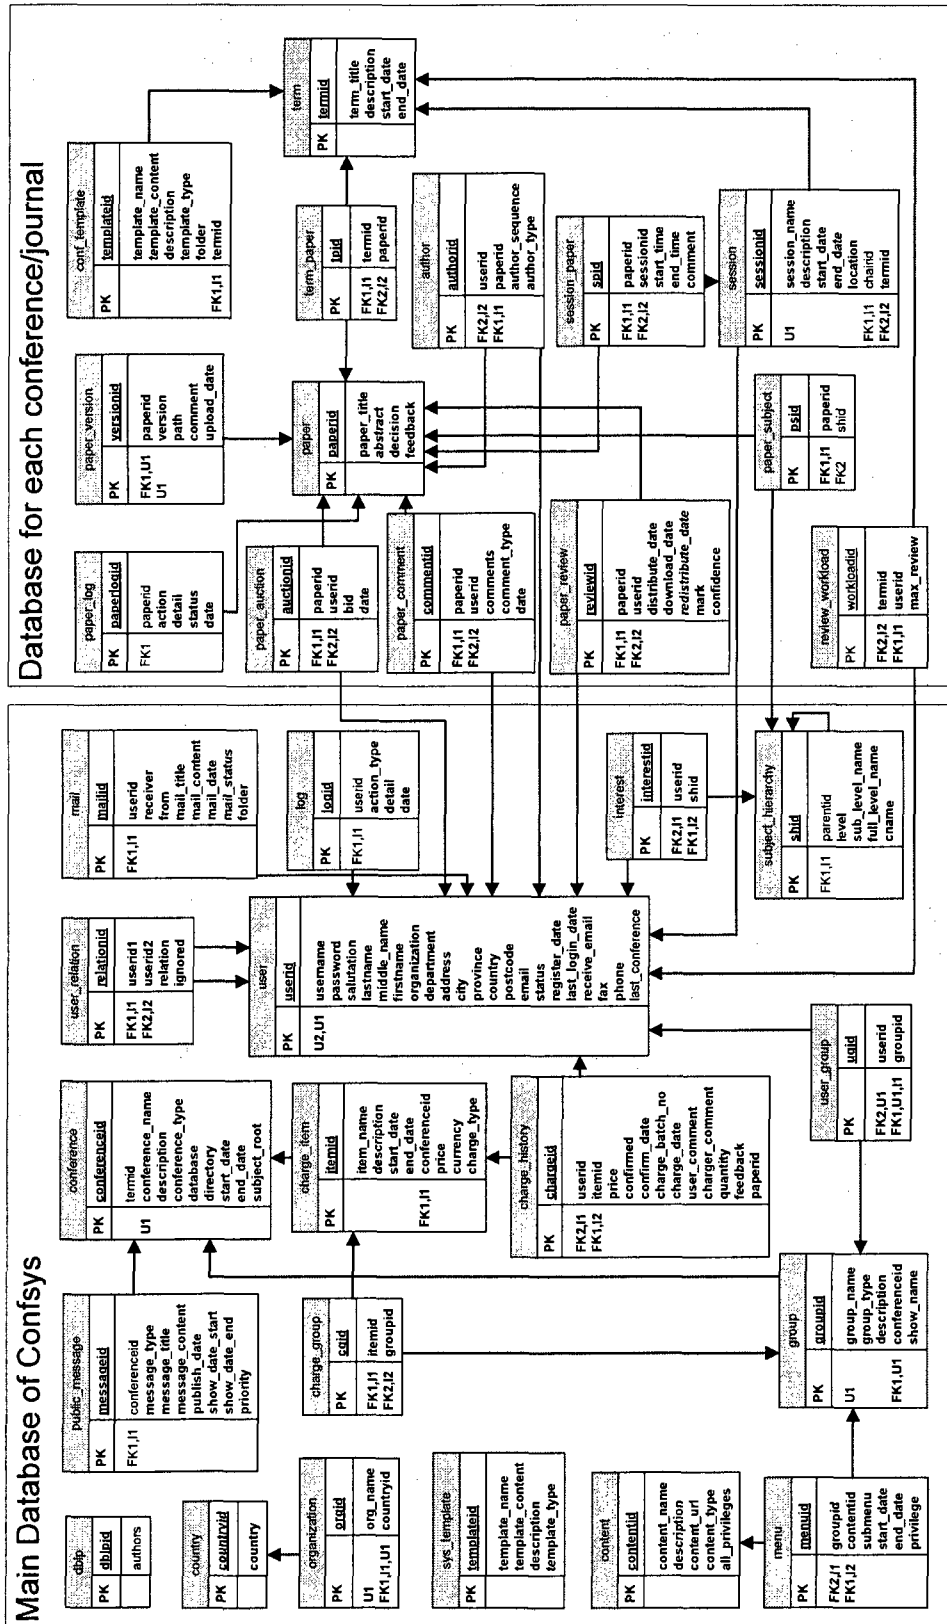 Main Database of Confsys
dblp
PK dblpid
authors
country
PK countryid
country
organization
PK orgid
U1 org_name
FK1,I1,U1 countryid
sys_template
PK templateid
template_name
template_content
description
template_type
content
PK contentid
content_name
description
content_url
content_type
all_privileges
menu
PK menuid
FK2,I1 groupid
FK1,I2 contentid
submenu
start_date
end_date
privilege
public_message
PK messageid
FK1,I1 conferenceid
message_type
message_title
message_content
publish_date
show_date_start
show_date_end
priority
charge_group
PK cgid
FK1,I1 itemid
FK2,I2 groupid
group
PK groupid
U1 group_name
group_type
description
FK1,U1 conferenceid
show_name
conference
PK conferenceid
termid
U1 conference_name
description
conference_type
database
directory
start_date
end_date
subject_root
charge_item
PK itemid
item_name
description
start_date
end_date
FK1,I1 conferenceid
price
currency
charge_type
charge_history
PK chargeid
FK2,I1 userid
FK1,I2 itemid
price
confirmed
confirm_date
charge_batch_no
charge_date
user_comment
charger_comment
quantity
feedback
paperid
user_group
PK ugid
FK2,U1 userid
FK1,U1,I1 groupid
user_relation
PK relationid
FK1,I1 userid1
FK2,I2 userid2
relation
ignored
user
PK userid
U2,U1 username
password
salutation
lastname
middle_name
firstname
organization
department
address
city
province
country
postcode
email
status
register_date
last_login_date
receive_email
fax
phone
last_conference
mail
PK mailid
FK1,I1 userid
receiver
from
mail_title
mail_content
mail_date
mail_status
folder
log
PK logid
FK1,I1 userid
action_type
detail
date
interest
PK interestid
FK2,I1 userid
FK1,I2 shid
subject_hierarchy
PK shid
FK1,I1 parentid
level
sub_level_name
full_level_name
cname
Database for each conference/journal
paper_log
PK paperlogid
FK1 paperid
action
detail
status
date
paper_auction
PK auctionid
FK1,I1 paperid
FK2,I2 userid
bid
date
paper_comment
PK commentid
FK1,I1 paperid
FK2,I2 userid
comments
comment_type
date
paper_review
PK reviewid
FK1,I1 paperid
FK2,I2 userid
distribute_date
download_date
redistribute_date
mark
confidence
review_workload
PK workloadid
FK2,I2 termid
FK1,I1 userid
max_review
paper_version
PK versionid
FK1,U1 paperid
U1 version
path
comment
upload_date
paper
PK paperid
paper_title
abstract
decision
feedback
paper_subject
PK psid
FK1,I1 paperid
FK2 shid
conf_template
PK templateid
template_name
template_content
description
template_type
folder
FK1,I1 termid
term_paper
PK tpid
FK1,I1 termid
FK2,I2 paperid
author
PK authorid
FK2,I2 userid
FK1,I1 paperid
author_sequence
author_type
session_paper
PK spid
FK1,I1 paperid
FK2,I2 sessionid
start_time
end_time
comment
session
PK sessionid
U1 session_name
description
start_date
end_date
location
FK1,I1 chairid
FK2,I2 termid
term
PK termid
term_title
description
start_date
end_date